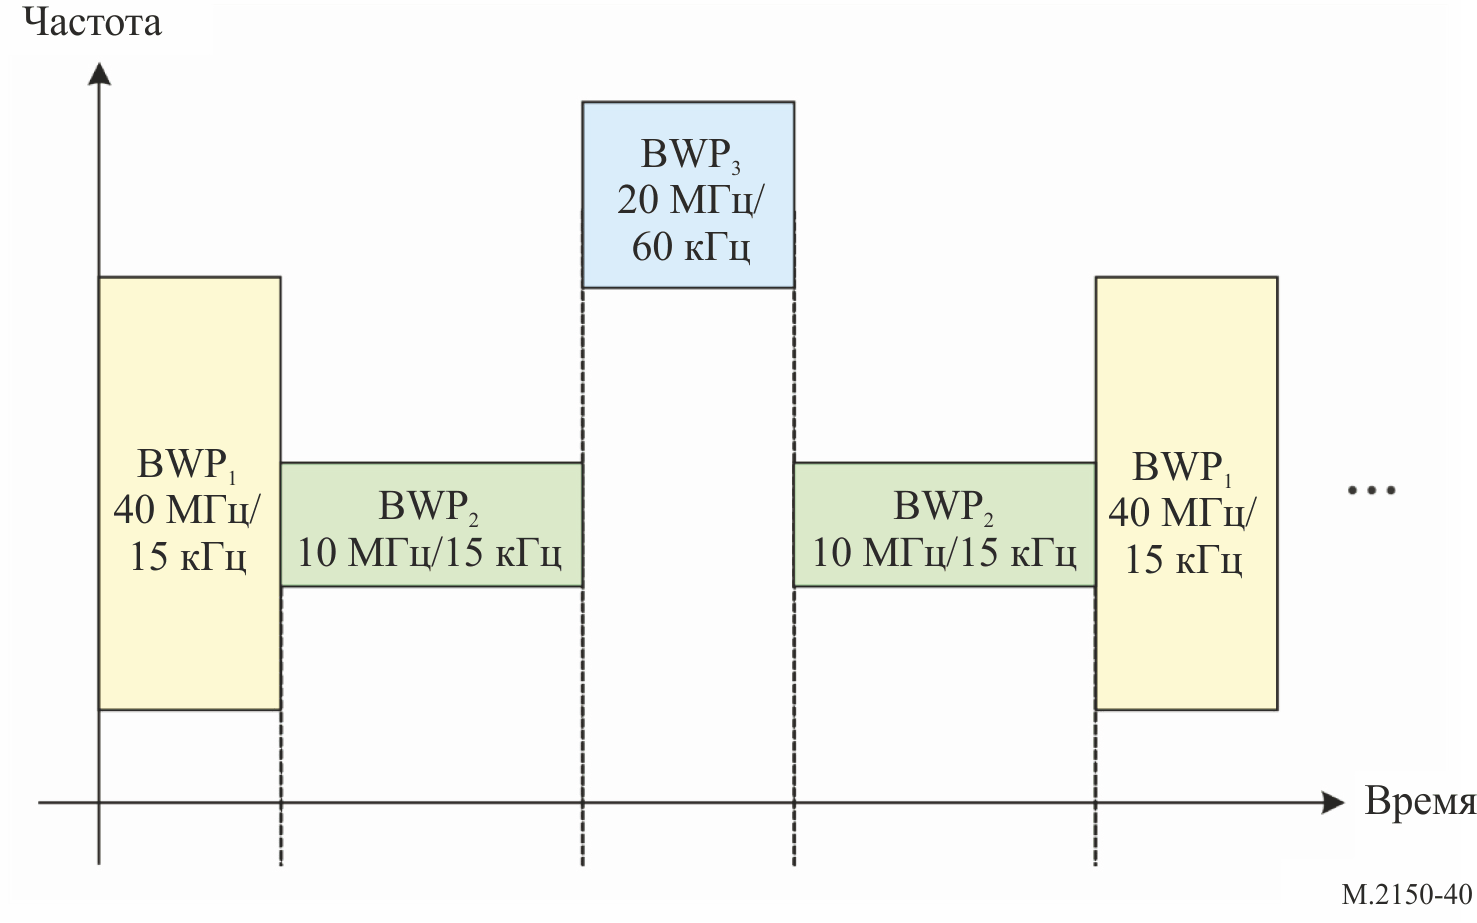 Частота
BWP3
20 МГц/
60 кГц
BWP1
40 МГц/
15 кГц
BWP2
10 МГц/15 кГц
BWP2
10 МГц/15 кГц
BWP1
40 МГц/
15 кГц
...
Время
M.2150-40